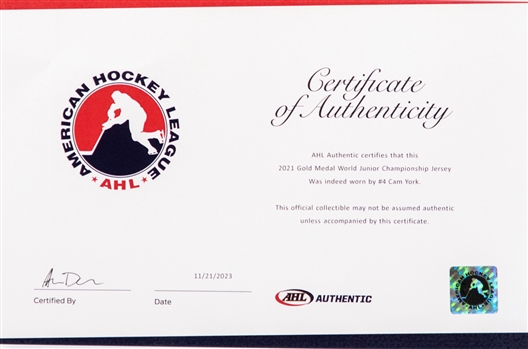 AMERICAN HOCKEY LEAGUE
★ AHL ★
Certificate
of Authenticity
AHL Authentic certifies that this
2021 Gold Medal World Junior Championship Jersey
Was indeed worn by #4 Cam York.
This official collectible may not be assumed authentic
unless accompanied by this certificate.
11/21/2023
Certified By
Date
AHL AUTHENTIC